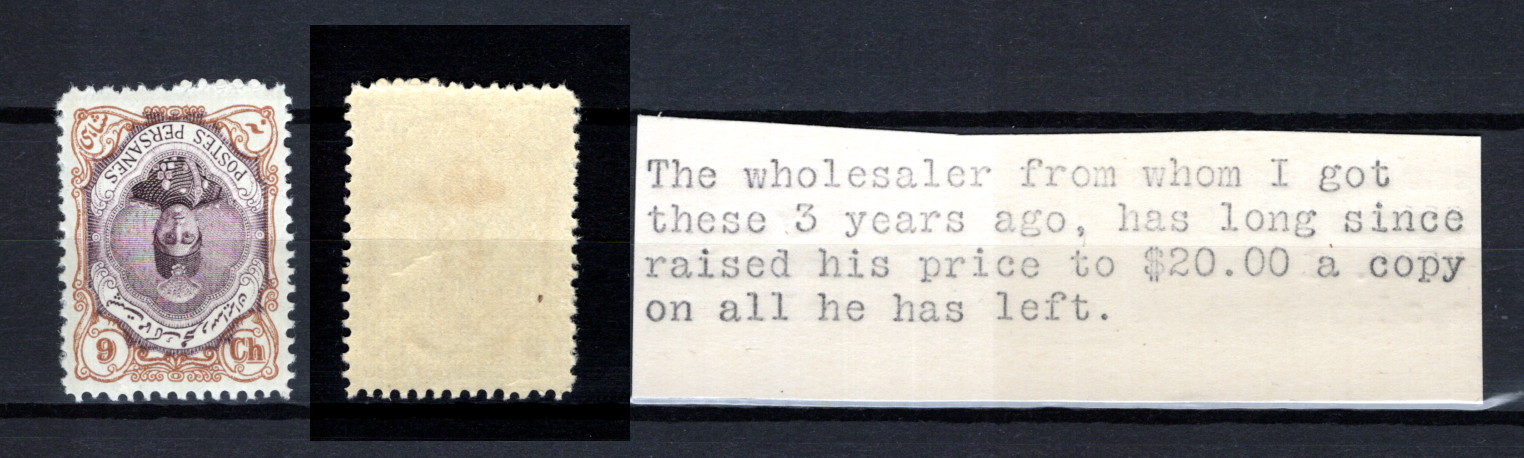 شاهی
POSTES PERSANES
9 Ch
The wholesaler from whom I got
these 3 years ago, has long since
raised his price to $20.00 a copy
on all he has left.